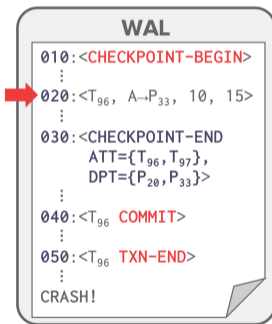 WAL
010:<CHECKPOINT-BEGIN>
⋮
020:<T₉₆, A→P₃₃, 10, 15>
⋮
030:<CHECKPOINT-END
ATT={T₉₆,T₉₇},
DPT={P₂₀,P₃₃}>
⋮
040:<T₉₆ COMMIT>
⋮
050:<T₉₆ TXN-END>
⋮
CRASH!